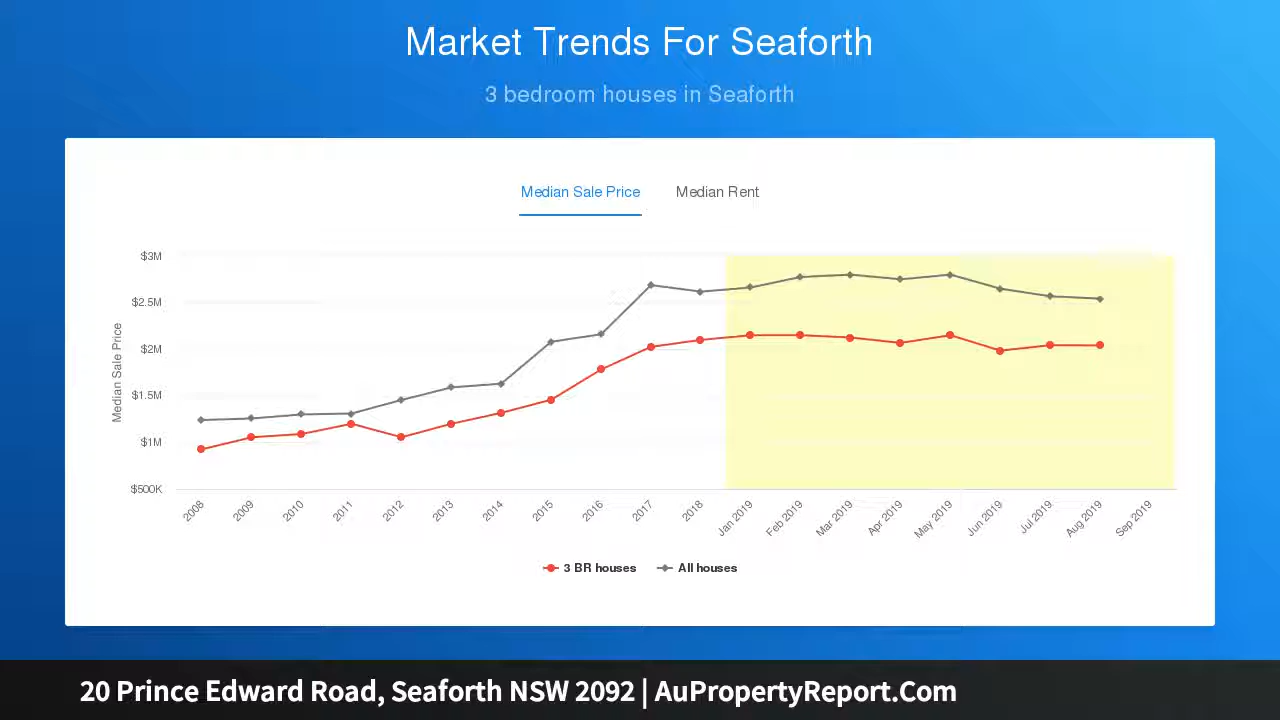 Market Trends For Seaforth
3 bedroom houses in Seaforth
Median Sale Price Median Rent
$3M
$2.5M
$2M
$1.5M
$1M
$500K
Median Sale Price
2008 2009 2010 2011 2012 2013 2014 2015 2016 2017 2018 Jan 2019 Feb 2019 Mar 2019 Apr 2019 May 2019 Jun 2019 Jul 2019 Aug 2019 Sep 2019
3 BR houses All houses
20 Prince Edward Road, Seaforth NSW 2092 | AuPropertyReport.Com